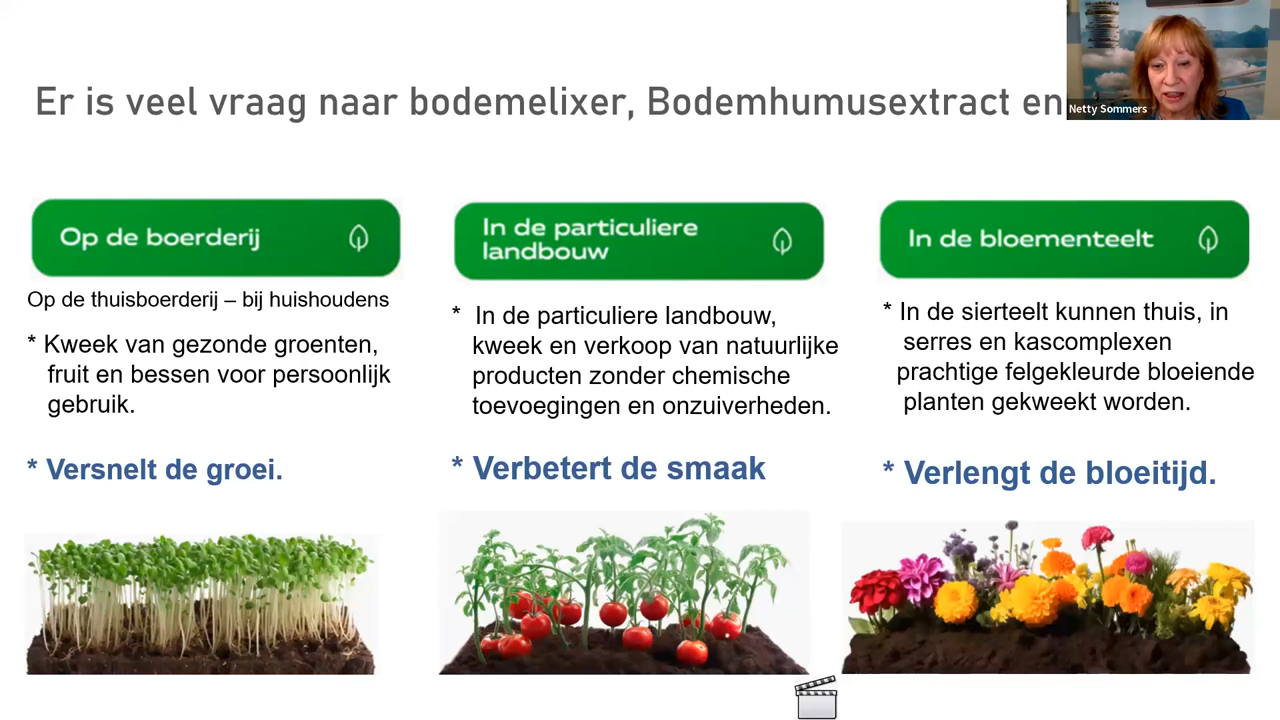 Er is veel vraag naar bodemelixer, Bodemhumusextract en
Netty Sommers
Op de boerderij
Op de thuisboerderij – bij huishoudens
* Kweek van gezonde groenten,
fruit en bessen voor persoonlijk
gebruik.
* Versnelt de groei.
In de particuliere
landbouw
* In de particuliere landbouw,
kweek en verkoop van natuurlijke
producten zonder chemische
toevoegingen en onzuiverheden.
* Verbetert de smaak
In de bloementeelt
* In de sierteelt kunnen thuis, in
serres en kascomplexen
prachtige felgekleurde bloeiende
planten gekweekt worden.
* Verlengt de bloeitijd.